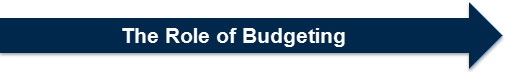 The Role of Budgeting